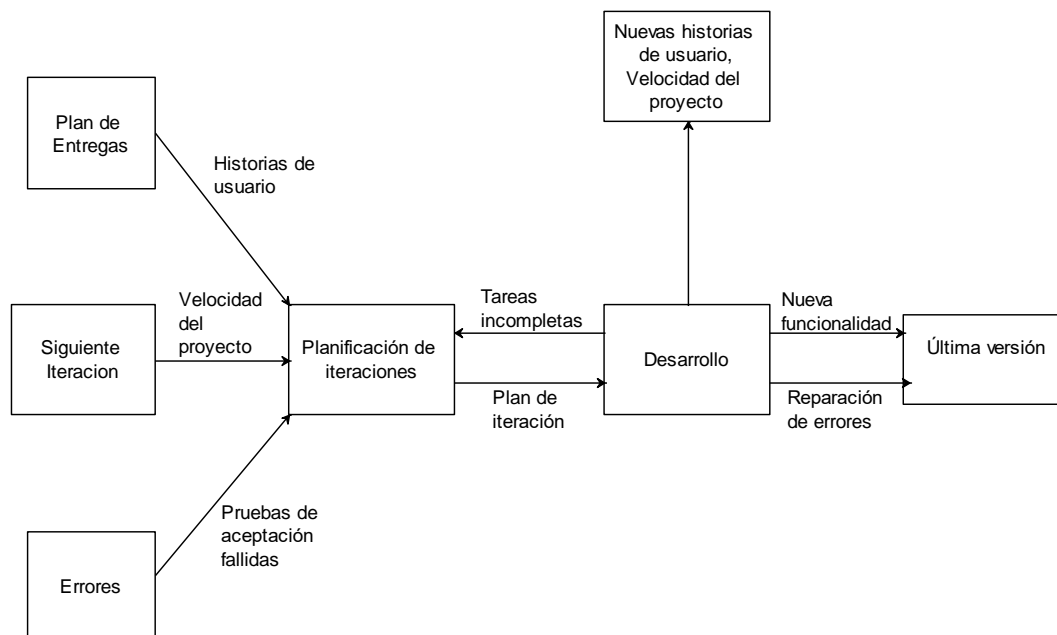 Nuevas historias
de usuario,
Velocidad del
proyecto
Plan de
Entregas
Historias de
usuario
Velocidad
del
proyecto
Siguiente
Iteracion
Planificación de
iteraciones
Tareas
incompletas
Plan de
iteración
Desarrollo
Nueva
funcionalidad
Reparación
de errores
Última versión
Pruebas de
aceptación
fallidas
Errores